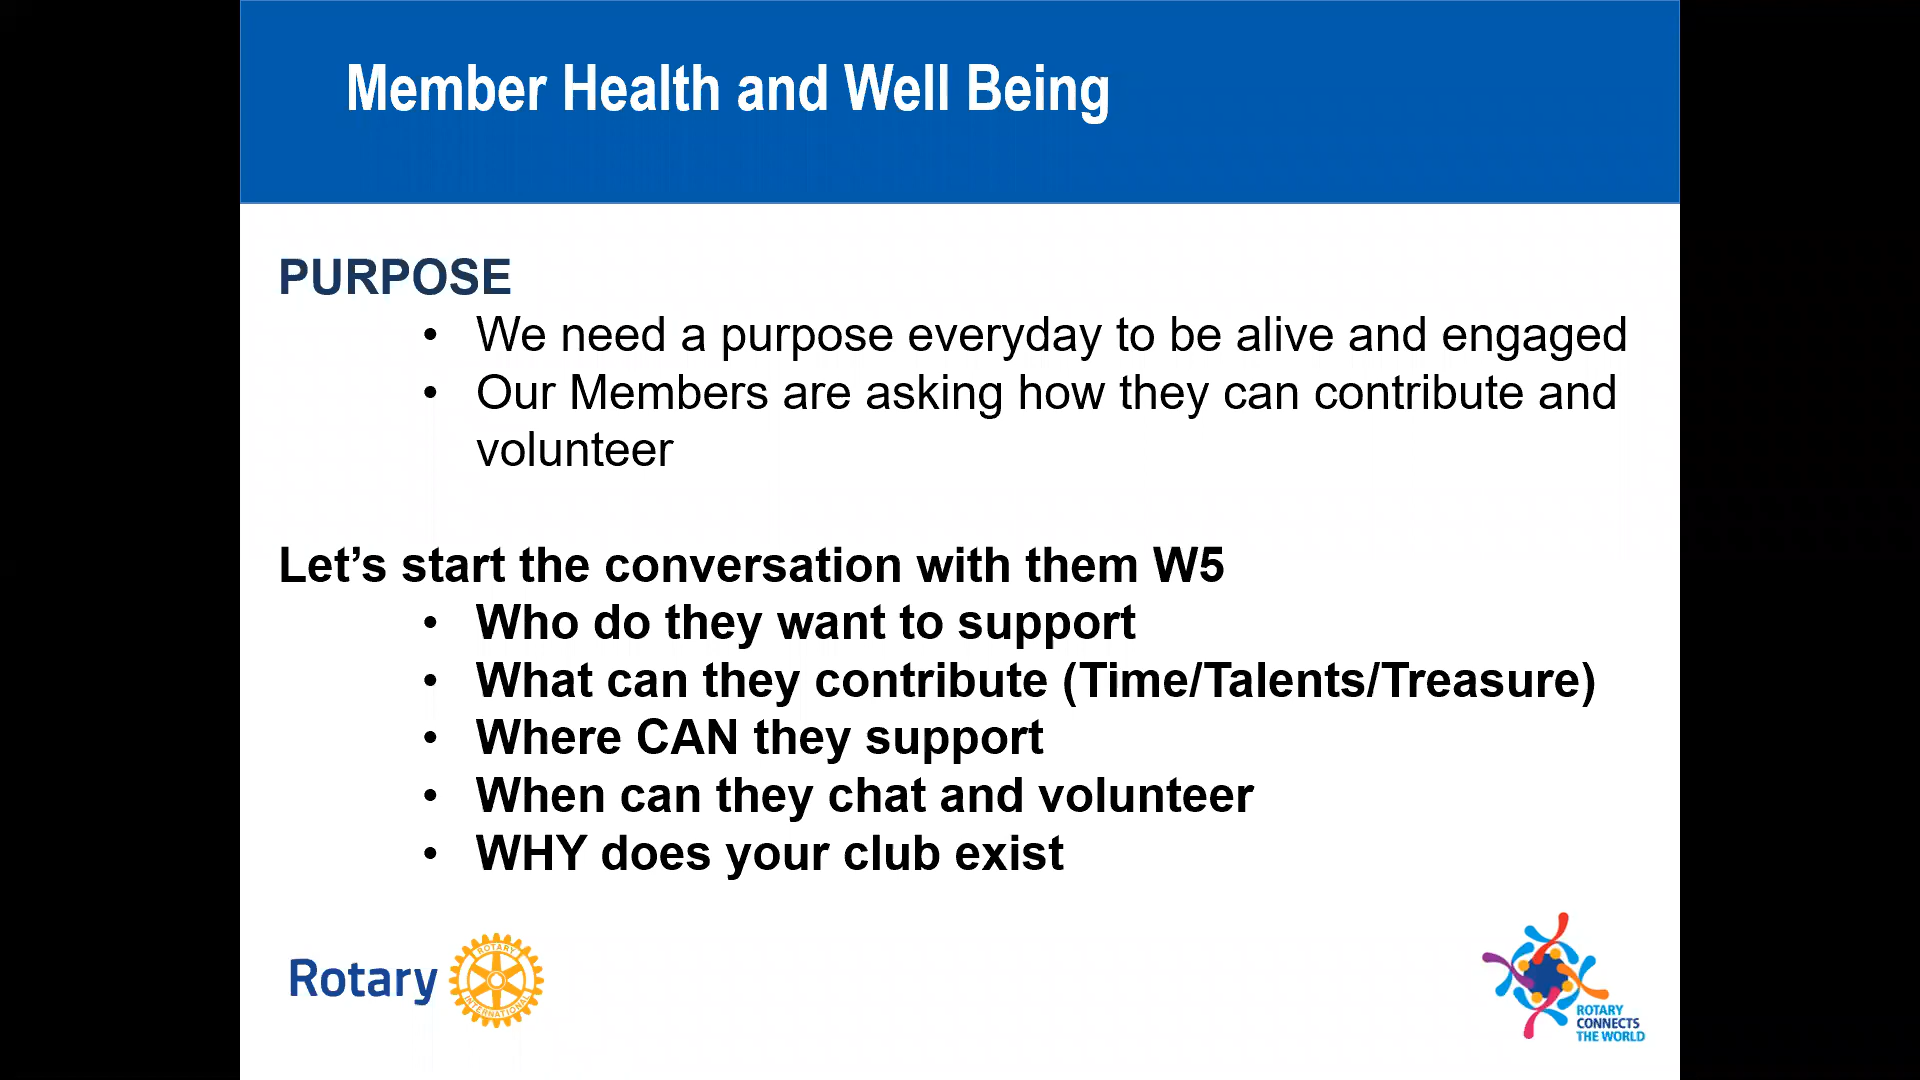 Member Health and Well Being
PURPOSE
• We need a purpose everyday to be alive and engaged
• Our Members are asking how they can contribute and
volunteer
Let’s start the conversation with them W5
• Who do they want to support
• What can they contribute (Time/Talents/Treasure)
• Where CAN they support
• When can they chat and volunteer
• WHY does your club exist
Rotary
ROTARY
INTERNATIONAL
ROTARY
CONNECTS
THE WORLD